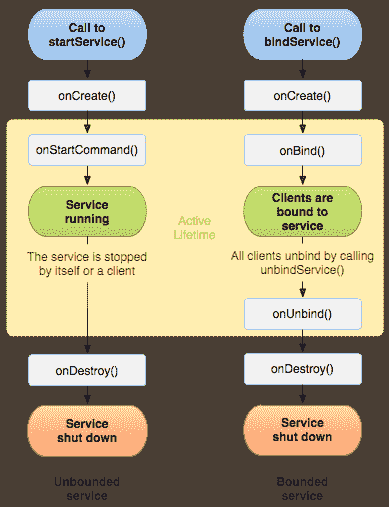 Call to
startService()
onCreate()
onStartCommand()
Service
running
The service is stopped
by itself or a client
onDestroy()
Service
shut down
Unbounded
service
Active
Lifetime
Call to
bindService()
onCreate()
onBind()
Clients are
bound to
service
All clients unbind by calling
unbindService()
onUnbind()
onDestroy()
Service
shut down
Bounded
service